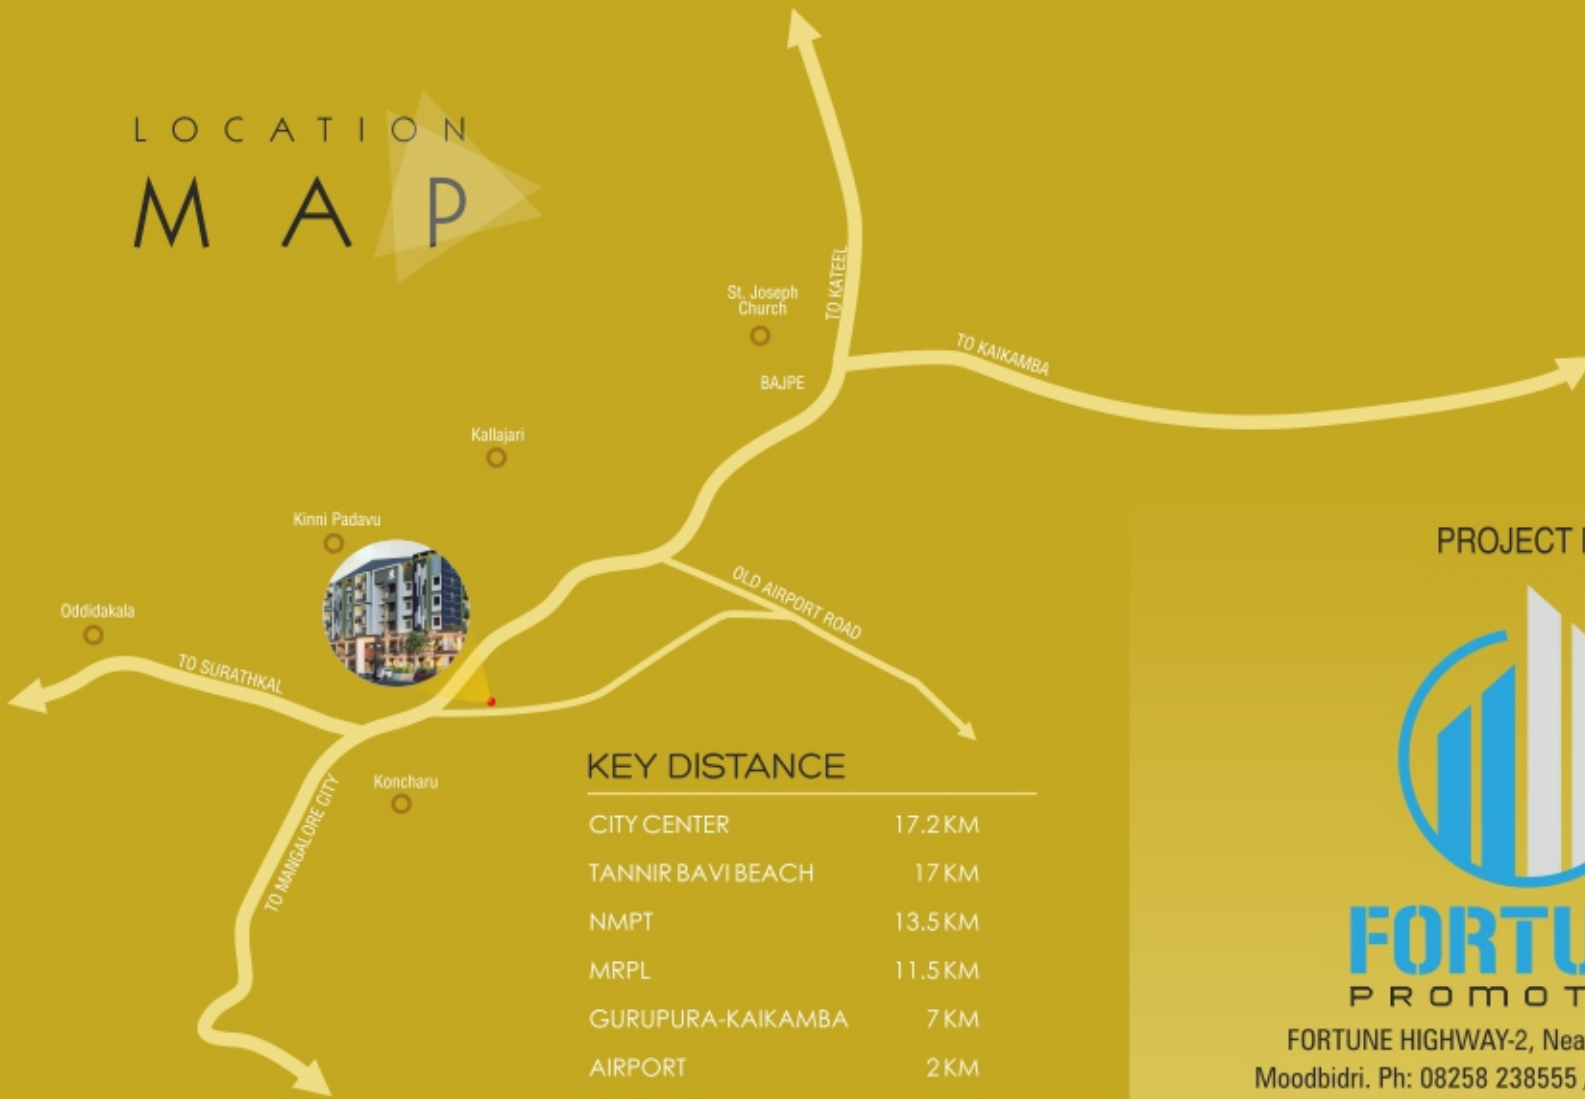 LOCATION
MAP
St. Joseph
Church
TO KATEEL
TO KAIKAMBA
BAJPE
Kallajari
Kinni Padavu
OLD AIRPORT ROAD
Oddidakala
TO SURATHKAL
Koncharu
TO MANGALORE CITY
KEY DISTANCE
CITY CENTER 17.2 KM
TANNIR BAVI BEACH 17 KM
NMPT 13.5 KM
MRPL 11.5 KM
GURUPURA-KAIKAMBA 7 KM
AIRPORT 2 KM
PROJECT
FORTU
PROMOT
FORTUNE HIGHWAY-2, Nea
Moodbidri. Ph: 08258 238555